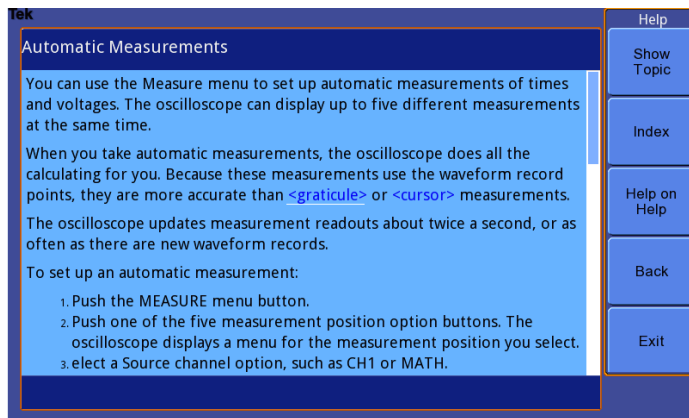 Tek
Help
Automatic Measurements
You can use the Measure menu to set up automatic measurements of times
and voltages. The oscilloscope can display up to five different measurements
at the same time.
When you take automatic measurements, the oscilloscope does all the
calculating for you. Because these measurements use the waveform record
points, they are more accurate than <graticule> or <cursor> measurements.
The oscilloscope updates measurement readouts about twice a second, or as
often as there are new waveform records.
To set up an automatic measurement:
1. Push the MEASURE menu button.
2. Push one of the five measurement position option buttons. The
oscilloscope displays a menu for the measurement position you select.
3. elect a Source channel option, such as CH1 or MATH.
Show
Topic
Index
Help on
Help
Back
Exit